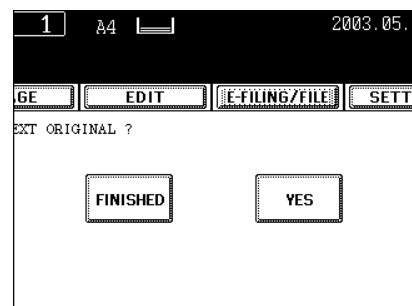 1 A4 2003.05.
.GE EDIT E-FILING/FILE SETT
EXT ORIGINAL ?
FINISHED YES